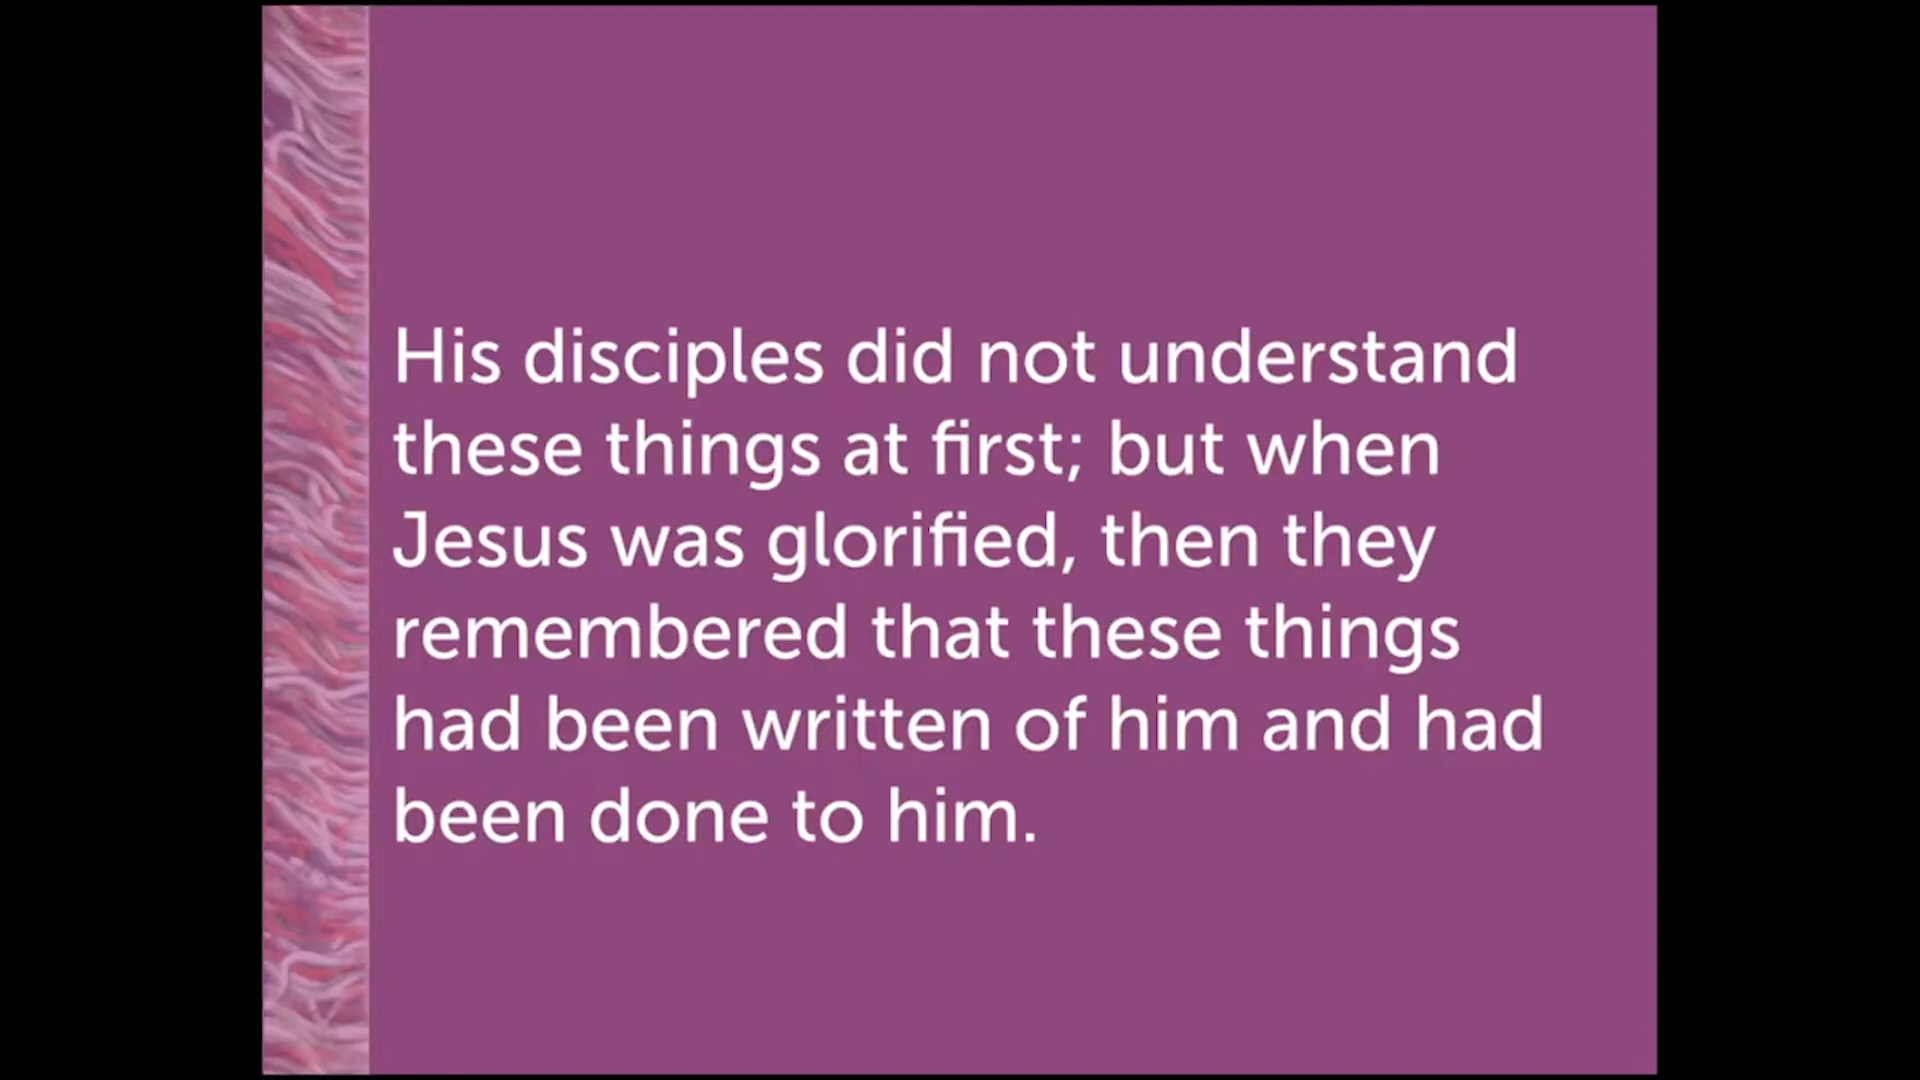 His disciples did not understand
these things at first; but when
Jesus was glorified, then they
remembered that these things
had been written of him and had
been done to him.